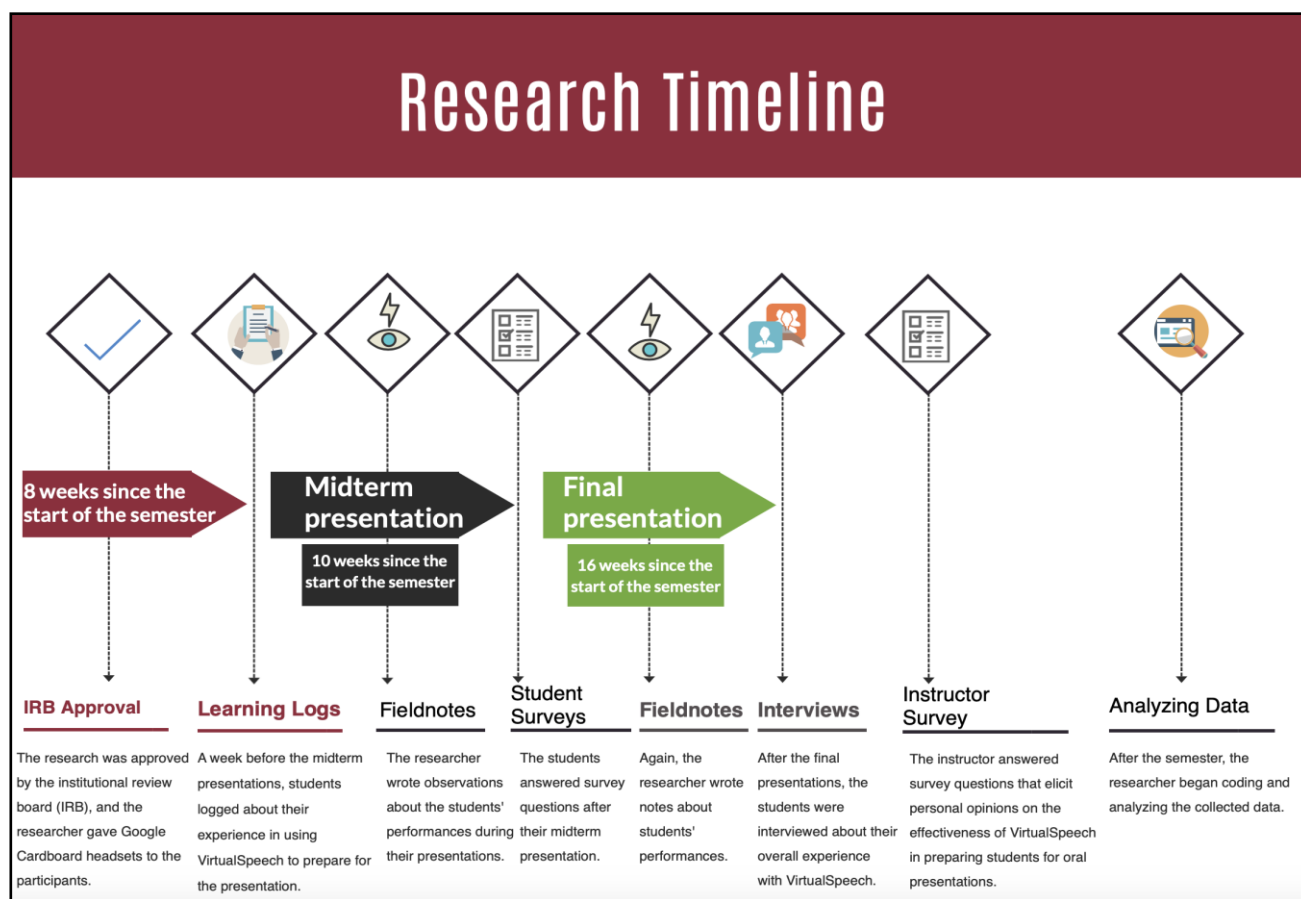 Research Timeline
8 weeks since the
start of the semester
Midterm
presentation
10 weeks since the
start of the semester
Final
presentation
16 weeks since the
start of the semester
IRB Approval
The research was approved
by the institutional review
board (IRB), and the
researcher gave Google
Cardboard headsets to the
participants.
Learning Logs
A week before the midterm
presentations, students
logged about their
experience in using
VirtualSpeech to prepare for
the presentation.
Fieldnotes
The researcher
wrote observations
about the students'
performances during
their presentations.
Student
Surveys
The students
answered survey
questions after
their midterm
presentation.
Fieldnotes
Again, the
researcher wrote
notes about
students'
performances.
Interviews
After the final
presentations, the
students were
interviewed about their
overall experience
with VirtualSpeech.
Instructor
Survey
The instructor answered
survey questions that elicit
personal opinions on the
effectiveness of VirtualSpeech
in preparing students for oral
presentations.
Analyzing Data
After the semester, the
researcher began coding and
analyzing the collected data.